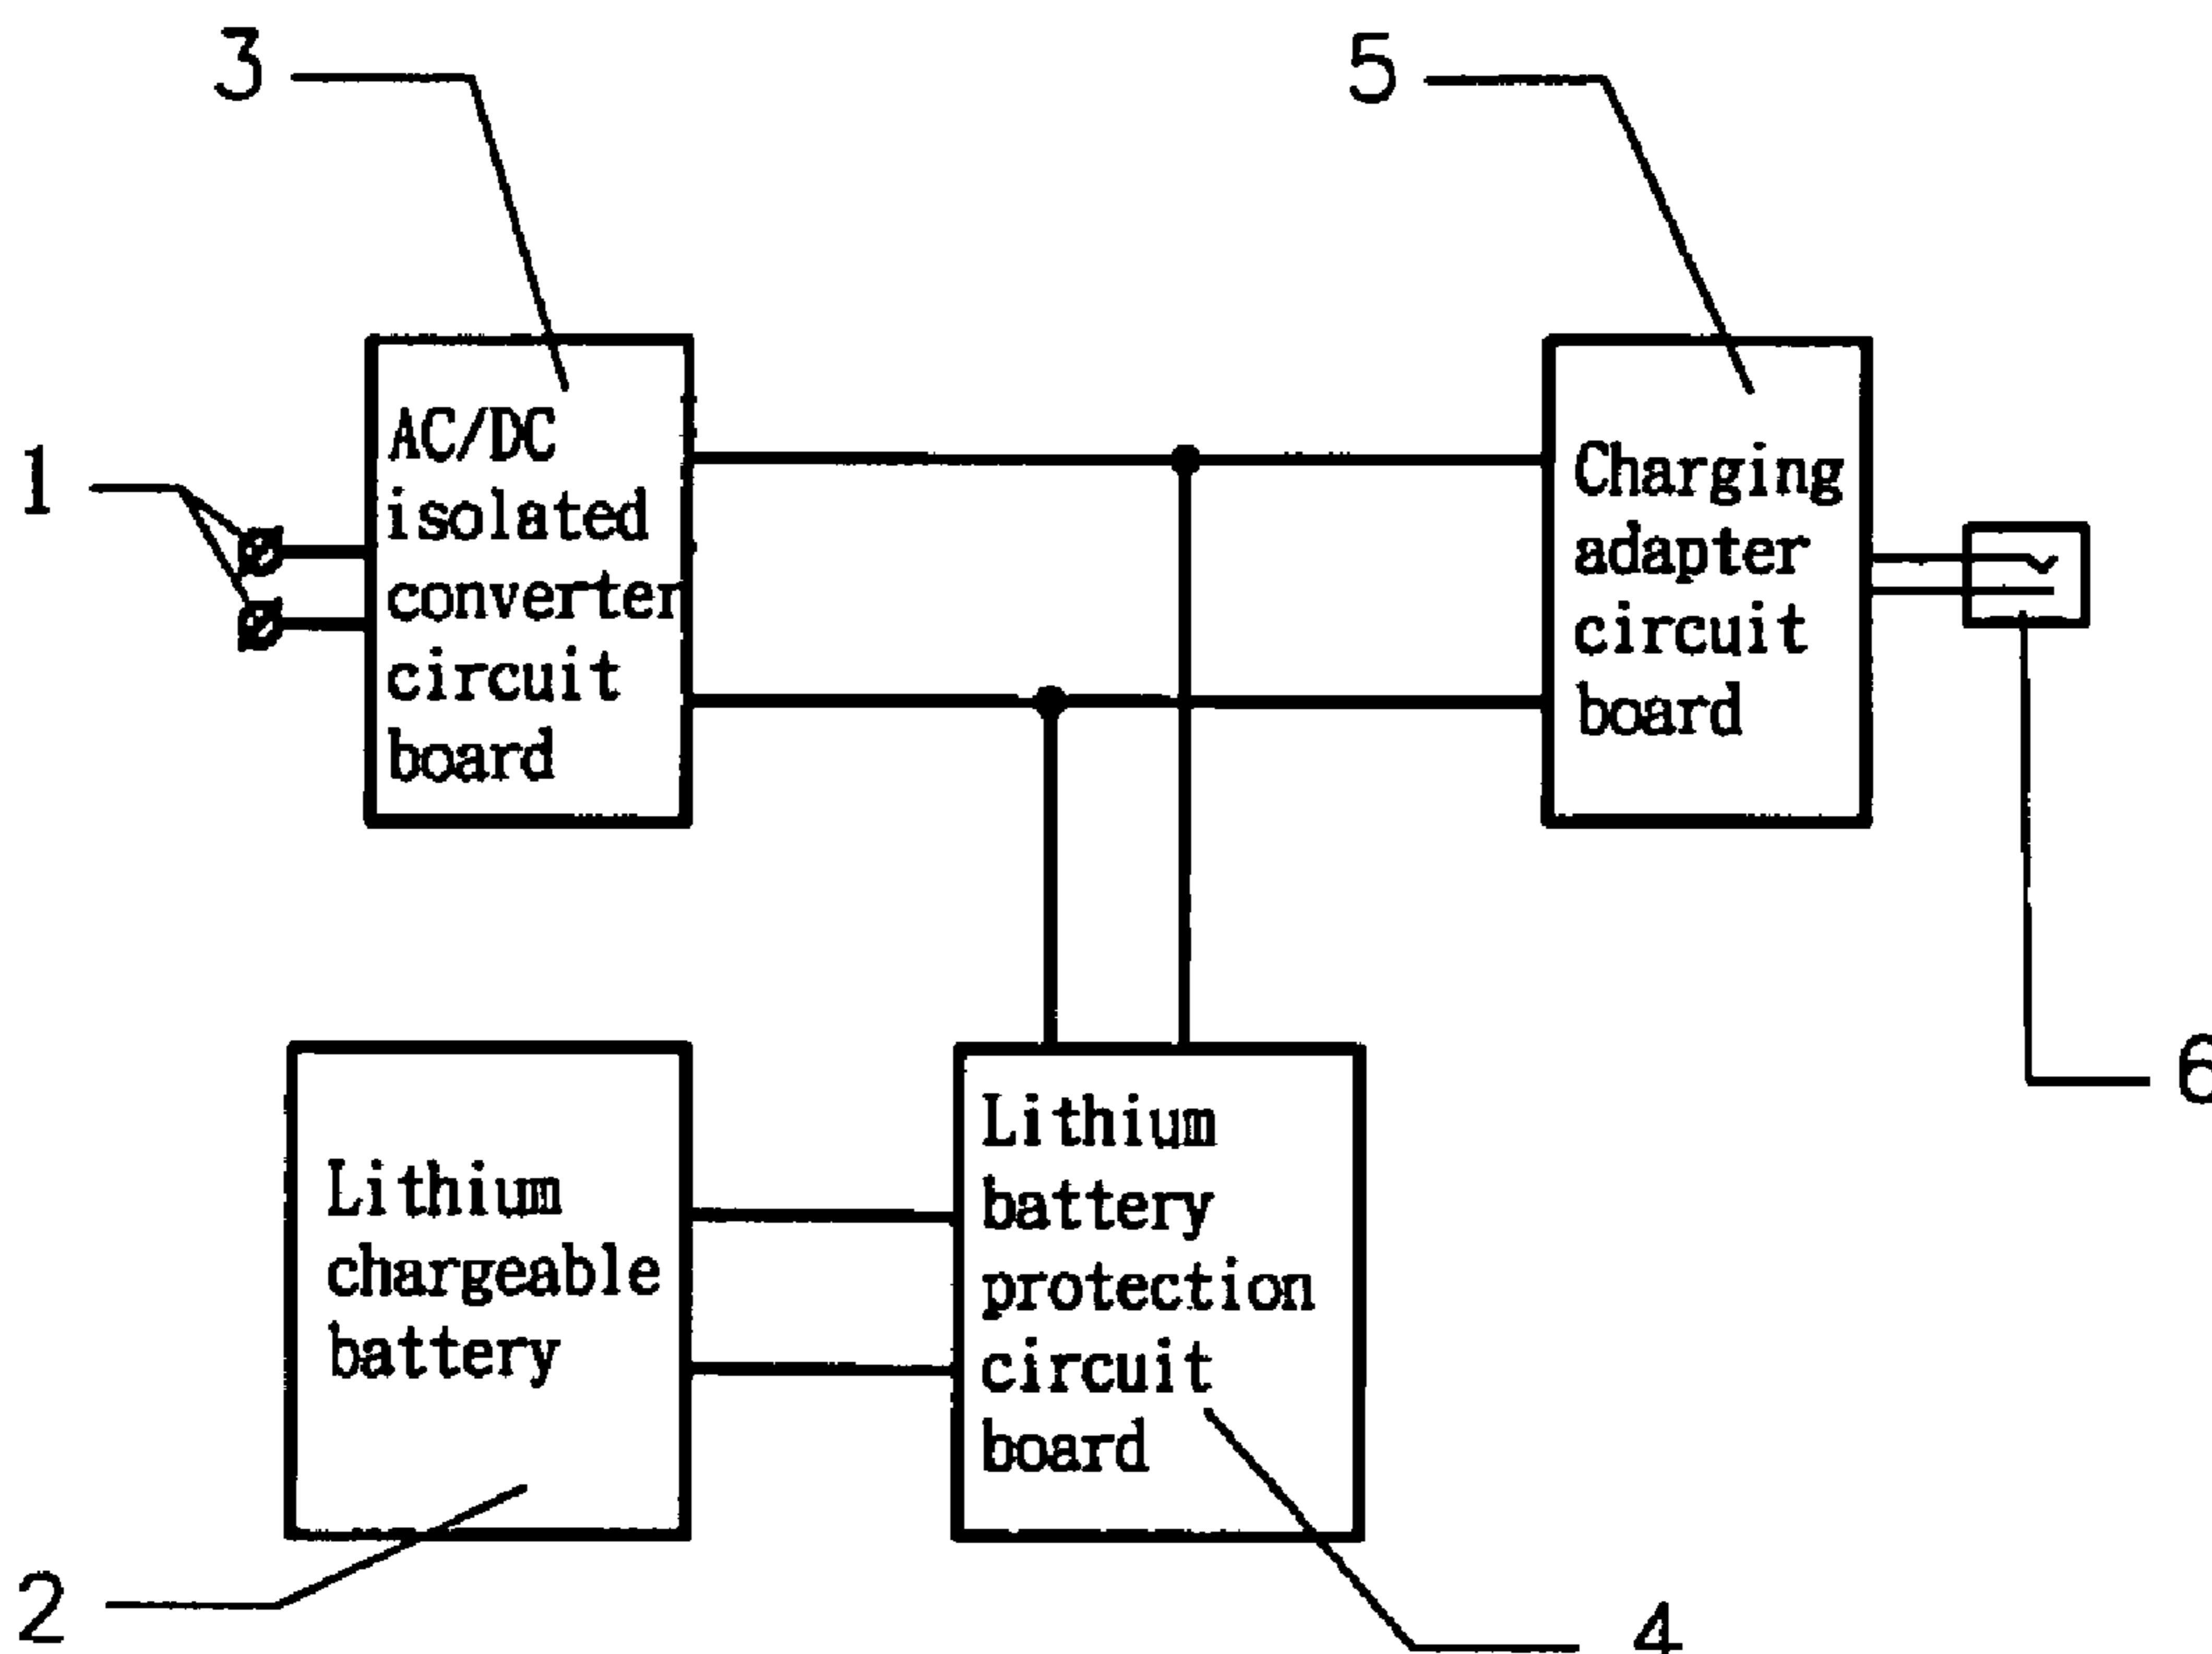 3
5
1
AC/DC
isolated
converter
circuit
board
Charging
adapter
circuit
board
6
Lithium
chargeable
battery
Lithium
battery
protection
circuit
board
2
4